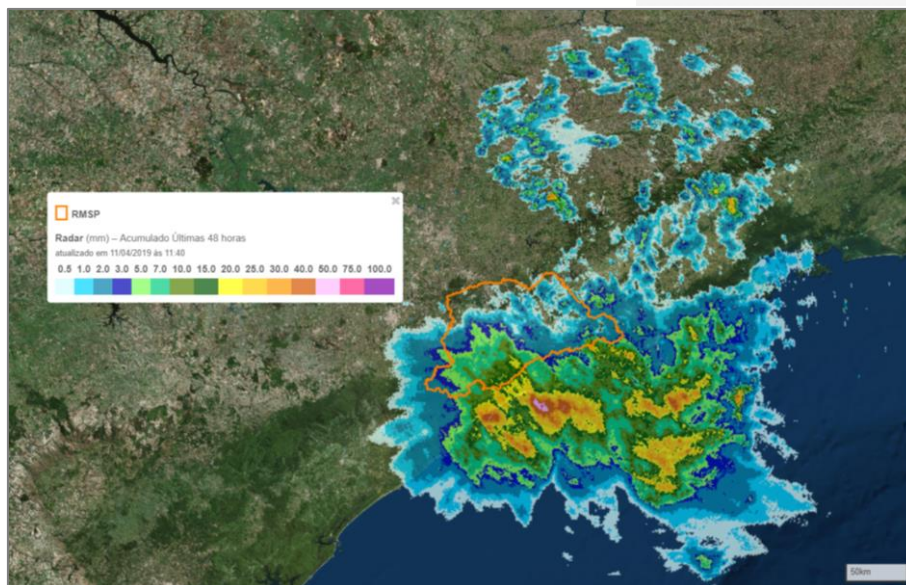 RMSP
Radar (mm) – Acumulado Últimas 48 horas
atualizado em 11/04/2019 às 11:40
0.5 1.0 2.0 3.0 5.0 7.0 10.0 15.0 20.0 25.0 30.0 40.0 50.0 75.0 100.0
50km